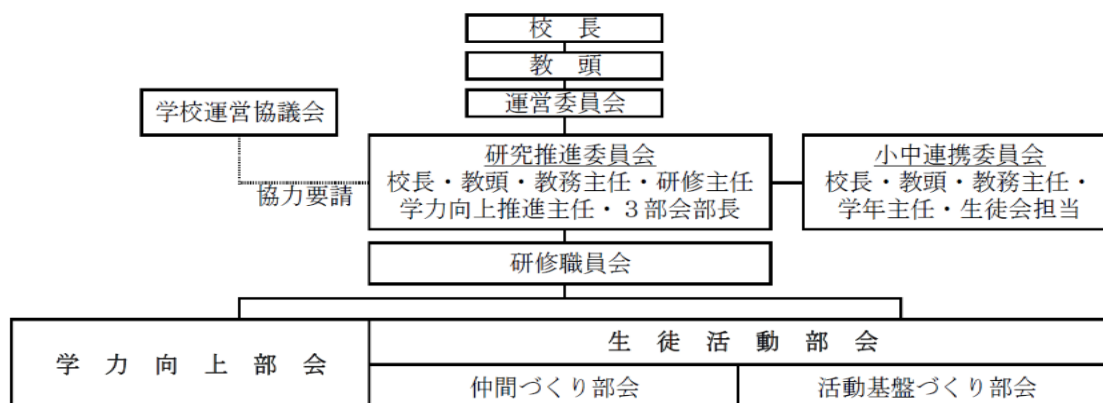 校　長
教　頭
運営委員会
学校運営協議会
協力要請
研究推進委員会
校長・教頭・教務主任・研修主任
学力向上推進主任・３部会部長
小中連携委員会
校長・教頭・教務主任・
学年主任・生徒会担当
研修職員会
学　力　向　上　部　会
生　徒　活　動　部　会
仲間づくり部会
活動基盤づくり部会